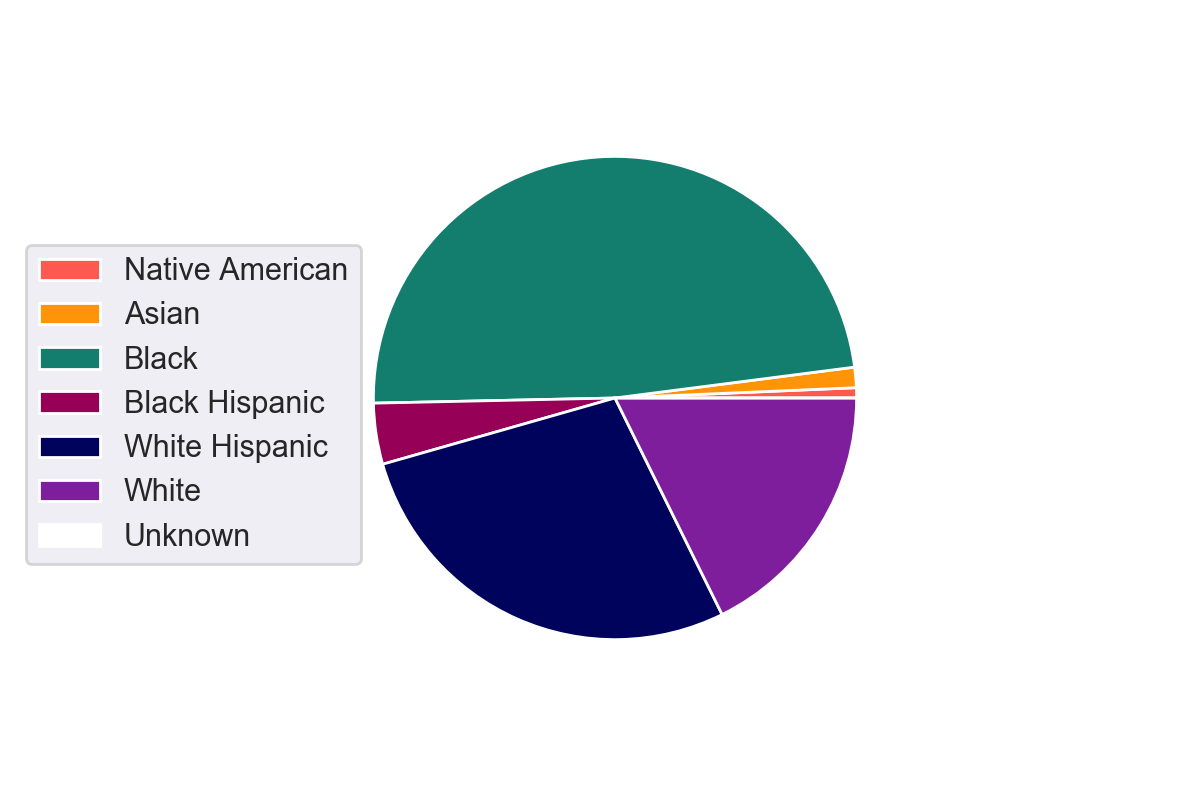 Native American
Asian
Black
Black Hispanic
White Hispanic
White
Unknown